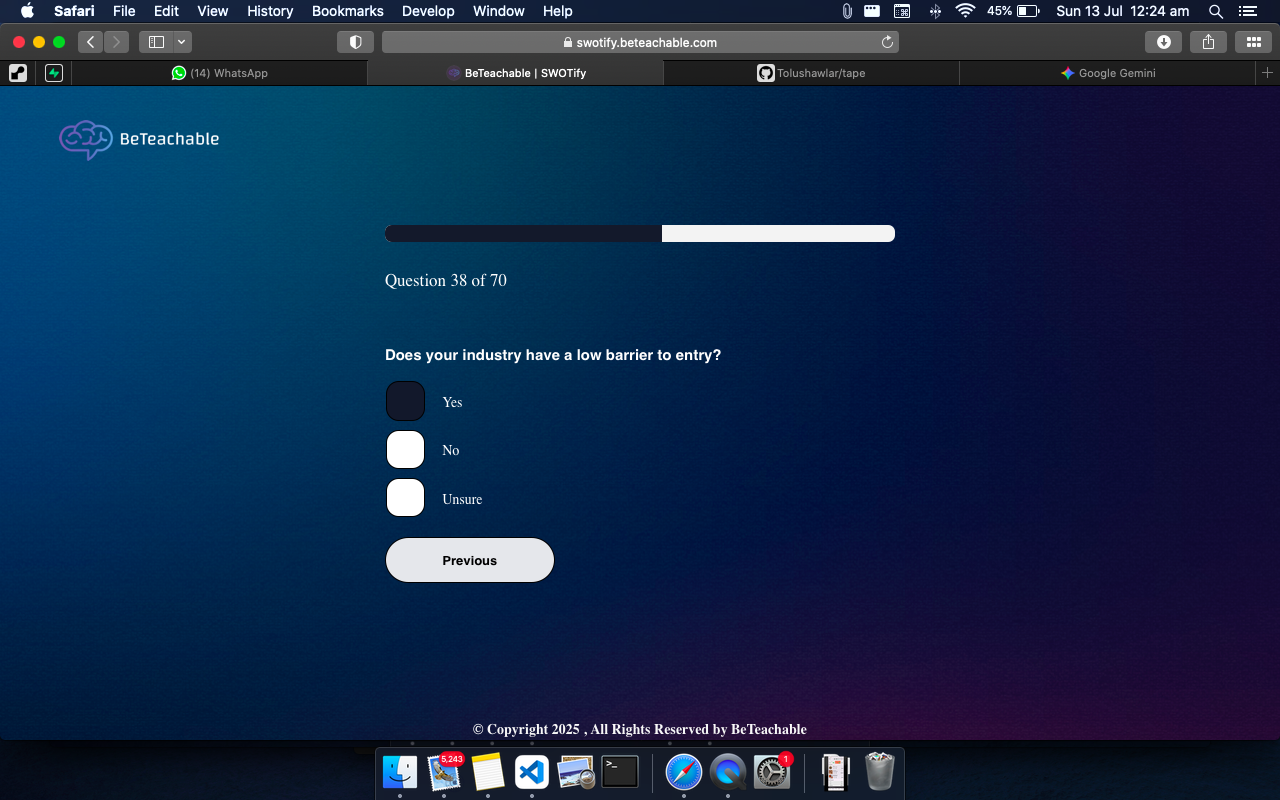 Safari File Edit View History Bookmarks Develop Window Help 45% Sun 13 Jul 12:24 am
swotify.beteachable.com
(14) WhatsApp BeTeachable | SWOTify Tolushawlar/tape Google Gemini
BeTeachable
Question 38 of 70
Does your industry have a low barrier to entry?
Yes
No
Unsure
Previous
© Copyright 2025 , All Rights Reserved by BeTeachable
5,243 >_ 1